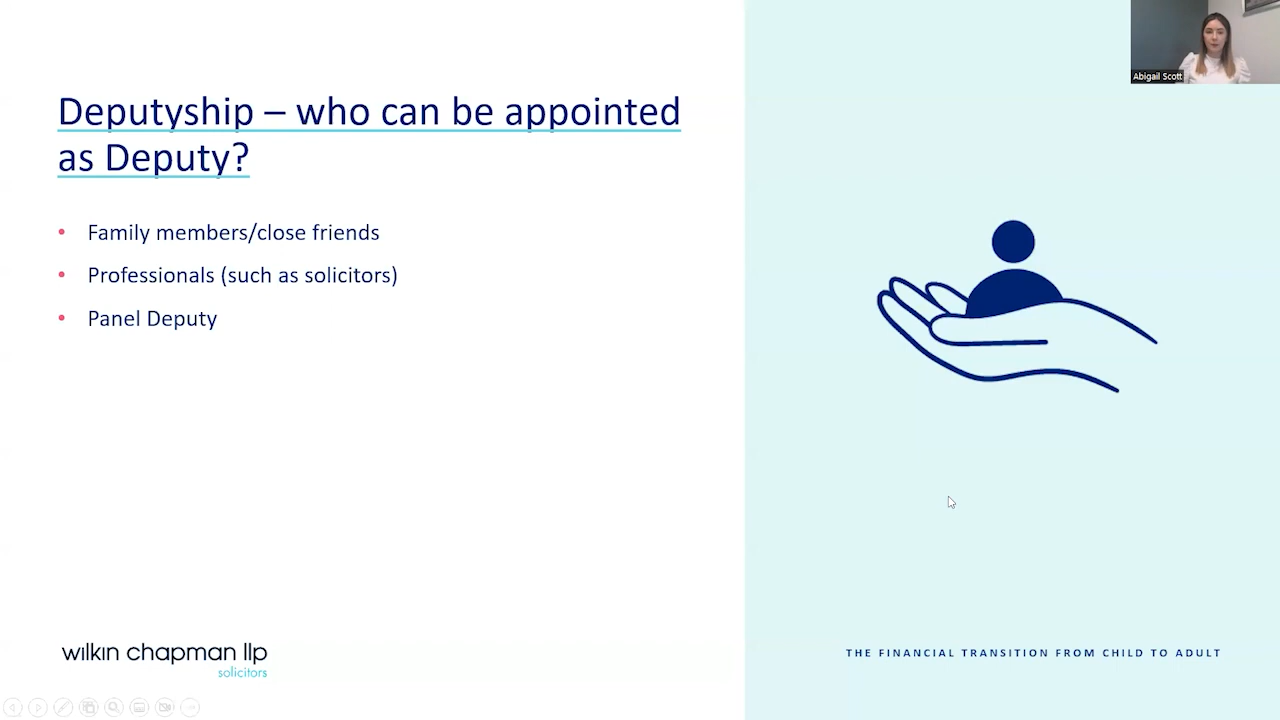 Abigail Scott
Deputyship – who can be appointed
as Deputy?
• Family members/close friends
• Professionals (such as solicitors)
• Panel Deputy
wilkin chapman llp
solicitors
THE FINANCIAL TRANSITION FROM CHILD TO ADULT